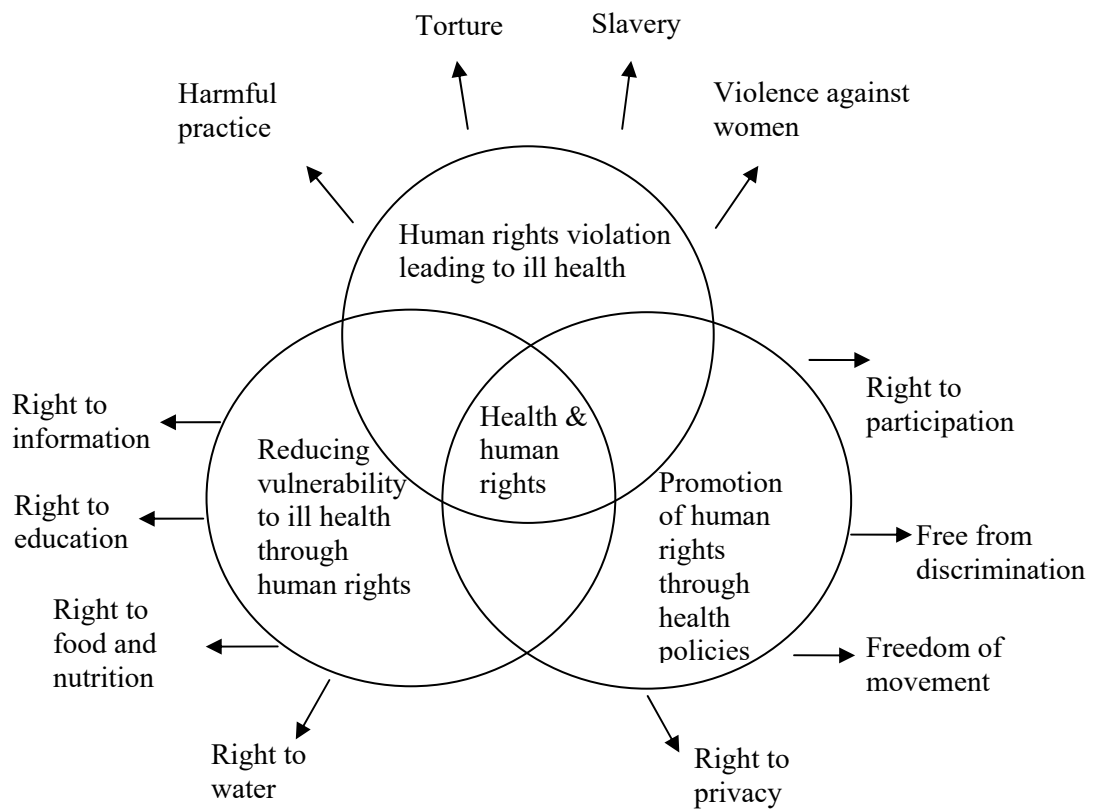 Torture
Slavery
Harmful
practice
Violence against
women
Human rights violation
leading to ill health
Right to
information
Right to
education
Right to
food and
nutrition
Right to
water
Reducing
vulnerability
to ill health
through
human rights
Health &
human
rights
Promotion
of human
rights
through
health
policies
Right to
participation
Free from
discrimination
Freedom of
movement
Right to
privacy